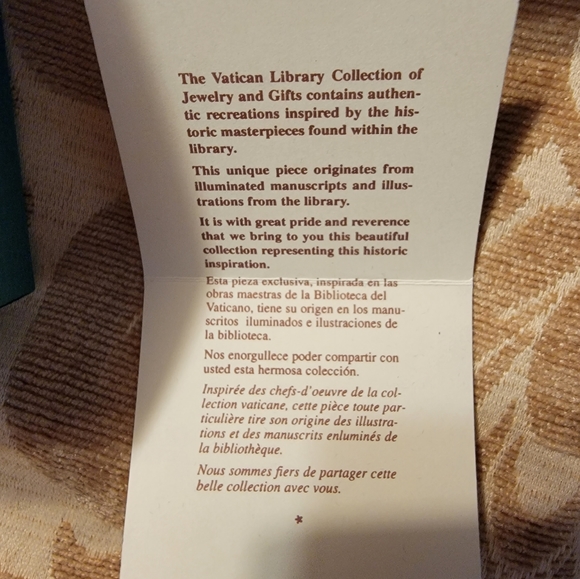 The Vatican Library Collection of
Jewelry and Gifts contains authen-
tic recreations inspired by the his-
toric masterpieces found within the
library.
This unique piece originates from
illuminated manuscripts and illus-
trations from the library.
It is with great pride and reverence
that we bring to you this beautiful
collection representing this historic
inspiration.
Esta pieza exclusiva, inspirada en las
obras maestras de la Biblioteca del
Vaticano, tiene su origen en los manu-
scritos iluminados e ilustraciones de
la biblioteca.
Nos enorgullece poder compartir con
usted esta hermosa colección.
Inspirée des chefs-d'oeuvre de la col-
lection vaticane, cette pièce toute par-
ticulière tire son origine des illustra-
tions et des manuscrits enluminés de
la bibliothèque.
Nous sommes fiers de partager cette
belle collection avec vous.
*